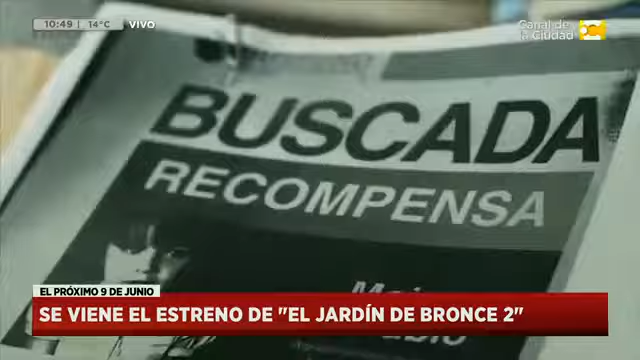 10:49 14°C VIVO
Canal de
la Ciudad
BUSCADA
RECOMPENSA
EL PRÓXIMO 9 DE JUNIO
SE VIENE EL ESTRENO DE "EL JARDÍN DE BRONCE 2"